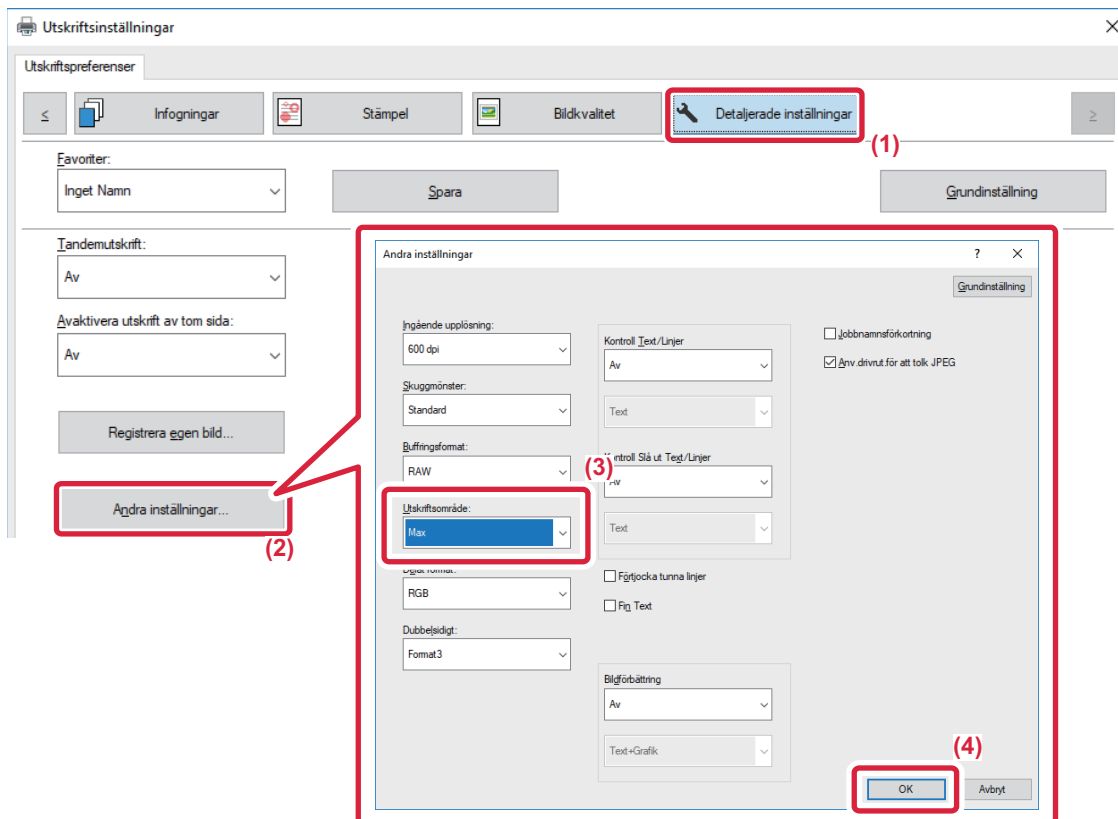 Utskriftsinställningar
Utskriftspreferenser
≤ Infogningar Stämpel Bildkvalitet Detaljerade inställningar ≥
(1)
Favoriter:
Inget Namn Spara Grundinställning
Tandemutskrift:
Av
Avaktivera utskrift av tom sida:
Av
Registrera egen bild...
Andra inställningar...
(2)
Andra inställningar ?
Grundinställning
Ingående upplösning:
600 dpi
Skuggmönster:
Standard
Buffringsformat:
RAW
(3)
Utskriftsområde:
Max
Delat format:
RGB
Dubbelsidigt:
Format3
Kontroll Text/Linjer
Av
Text
Kontroll Slå ut Text/Linjer
Av
Text
Förtjocka tunna linjer
Fin Text
Bildförbättring
Av
Text+Grafik
Jobbnamnsförkortning
Anv.drivrut.för att tolk JPEG
(4)
OK Avbryt